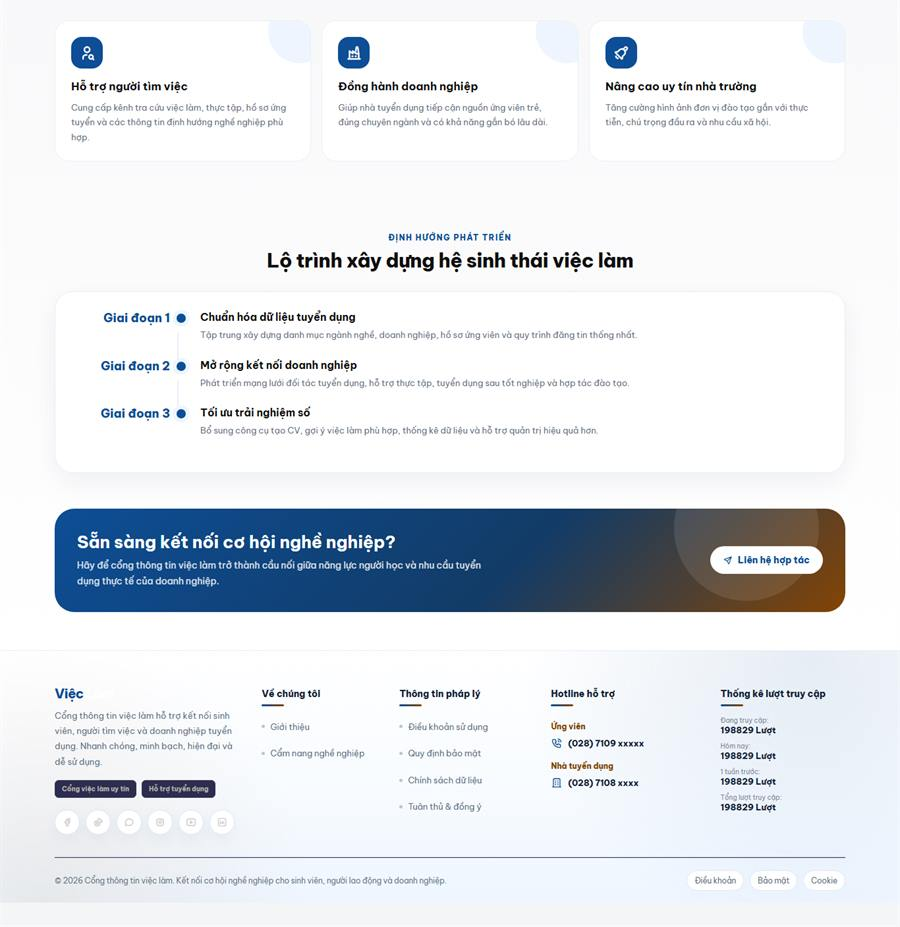 Hỗ trợ người tìm việc
Cung cấp kênh tra cứu việc làm, thực tập, hồ sơ ứng
tuyển và các thông tin định hướng nghề nghiệp phù
hợp.
Đồng hành doanh nghiệp
Giúp nhà tuyển dụng tiếp cận nguồn ứng viên trẻ,
đúng chuyên ngành và có khả năng gắn bó lâu dài.
Nâng cao uy tín nhà trường
Tăng cường hình ảnh đơn vị đào tạo gắn với thực
tiễn, chú trọng đầu ra và nhu cầu xã hội.
ĐỊNH HƯỚNG PHÁT TRIỂN
Lộ trình xây dựng hệ sinh thái việc làm
Giai đoạn 1
Chuẩn hóa dữ liệu tuyển dụng
Tập trung xây dựng danh mục ngành nghề, doanh nghiệp, hồ sơ ứng viên và quy trình đăng tin thống nhất.
Giai đoạn 2
Mở rộng kết nối doanh nghiệp
Phát triển mạng lưới đối tác tuyển dụng, hỗ trợ thực tập, tuyển dụng sau tốt nghiệp và hợp tác đào tạo.
Giai đoạn 3
Tối ưu trải nghiệm số
Bổ sung công cụ tạo CV, gợi ý việc làm phù hợp, thống kê dữ liệu và hỗ trợ quản trị hiệu quả hơn.
Sẵn sàng kết nối cơ hội nghề nghiệp?
Hãy để cổng thông tin việc làm trở thành cầu nối giữa năng lực người học và nhu cầu tuyển
dụng thực tế của doanh nghiệp.
Liên hệ hợp tác
Việc
Cổng thông tin việc làm hỗ trợ kết nối sinh
viên, người tìm việc và doanh nghiệp tuyển
dụng. Nhanh chóng, minh bạch, hiện đại và
dễ sử dụng.
Cổng việc làm uy tín
Hỗ trợ tuyển dụng
Về chúng tôi
Giới thiệu
Cẩm nang nghề nghiệp
Thông tin pháp lý
Điều khoản sử dụng
Quy định bảo mật
Chính sách dữ liệu
Tuân thủ & đồng ý
Hotline hỗ trợ
Ứng viên
(028) 7109 xxxxx
Nhà tuyển dụng
(028) 7108 xxxx
Thống kê lượt truy cập
Đang truy cập:
198829 Lượt
Hôm nay:
198829 Lượt
1 tuần trước:
198829 Lượt
Tổng lượt truy cập:
198829 Lượt
© 2026 Cổng thông tin việc làm. Kết nối cơ hội nghề nghiệp cho sinh viên, người lao động và doanh nghiệp.
Điều khoản
Bảo mật
Cookie